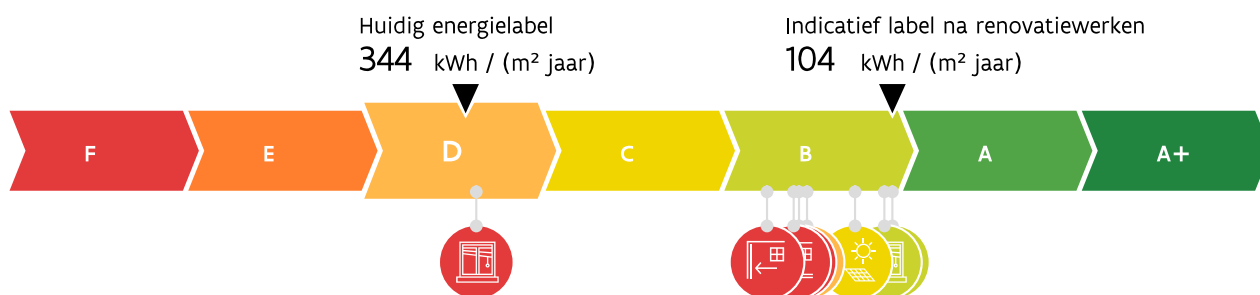 Huidig energielabel
344 kWh / (m² jaar)
Indicatief label na renovatiewerken
104 kWh / (m² jaar)
F E D C B A A+